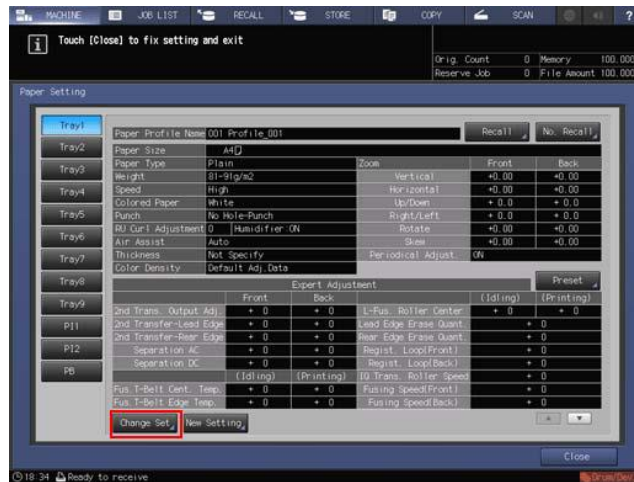 MACHINE JOB LIST RECALL STORE COPY SCAN ?
Touch [Close] to fix setting and exit
Orig. Count 0 Memory 100.000
Reserve Job 0 File Amount 100.000
Paper Setting
Tray1
Tray2
Tray3
Tray4
Tray5
Tray6
Tray7
Tray8
Tray9
PI1
PI2
PB
Paper Profile Name 001 Profile_001 Recall No. Recall
Paper Size A4
Paper Type Plain Zoom Front Back
Weight 81-91g/m2 Vertical +0.00 +0.00
Speed High Horizontal +0.00 +0.00
Colored Paper White Up/Down + 0.0 + 0.0
Punch No Hole-Punch Right/Left + 0.0 + 0.0
RU Curl Adjustment 0 Humidifier:ON Rotate +0.00 +0.00
Air Assist Auto Skew +0.00 +0.00
Thickness Not Specify Periodical Adjust. ON
Color Density Default Adj.Data
Expert Adjustment Preset
Front Back (Idling) (Printing)
2nd Trans. Output Adj. + 0 + 0 L-Fus. Roller Center + 0 + 0
2nd Transfer-Lead Edge + 0 + 0 Lead Edge Erase Quant. + 0
2nd Transfer-Rear Edge + 0 + 0 Rear Edge Erase Quant. + 0
Separation AC + 0 + 0 Regist. Loop(Front) + 0
Separation DC + 0 + 0 Regist. Loop(Back) + 0
(Idling) (Printing) IQ Trans. Roller Speed + 0
Fus.T-Belt Cent. Temp. + 0 + 0 Fusing Speed(Front) + 0
Fus.T-Belt Edge Temp. + 0 + 0 Fusing Speed(Back) + 0
Change Set New Setting
Close
18:34 Ready to receive Drum/Dev